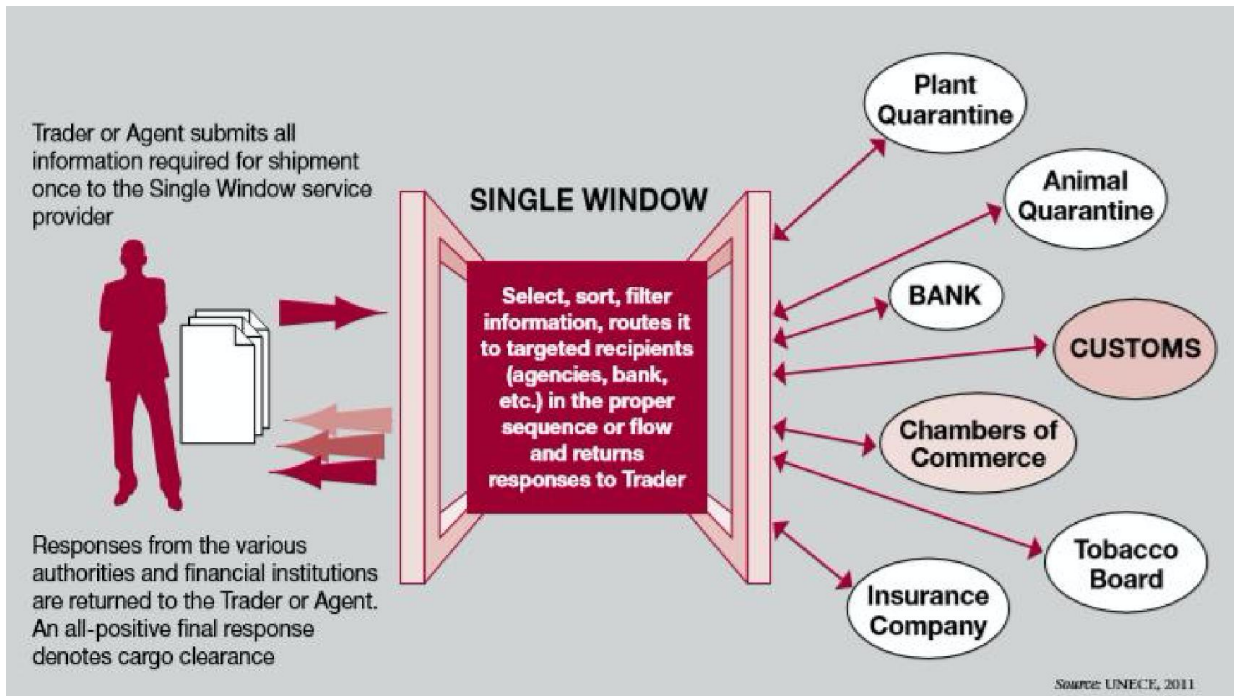 Trader or Agent submits all
information required for shipment
once to the Single Window service
provider
SINGLE WINDOW
Select, sort, filter
information, routes it
to targeted recipients
(agencies, bank,
etc.) in the proper
sequence or flow
and returns
responses to Trader
Responses from the various
authorities and financial institutions
are returned to the Trader or Agent.
An all-positive final response
denotes cargo clearance
Plant
Quarantine
Animal
Quarantine
BANK
CUSTOMS
Chambers of
Commerce
Tobacco
Board
Insurance
Company
Source: UNECE, 2011